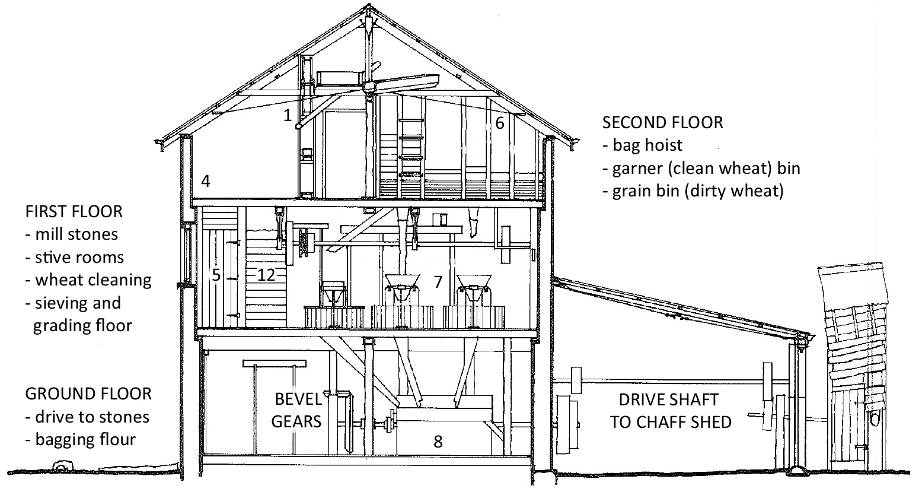 1
6
SECOND FLOOR
- bag hoist
- garner (clean wheat) bin
- grain bin (dirty wheat)
4
FIRST FLOOR
- mill stones
- stive rooms
- wheat cleaning
- sieving and
grading floor
5
12
7
GROUND FLOOR
- drive to stones
- bagging flour
BEVEL
GEARS
8
DRIVE SHAFT
TO CHAFF SHED